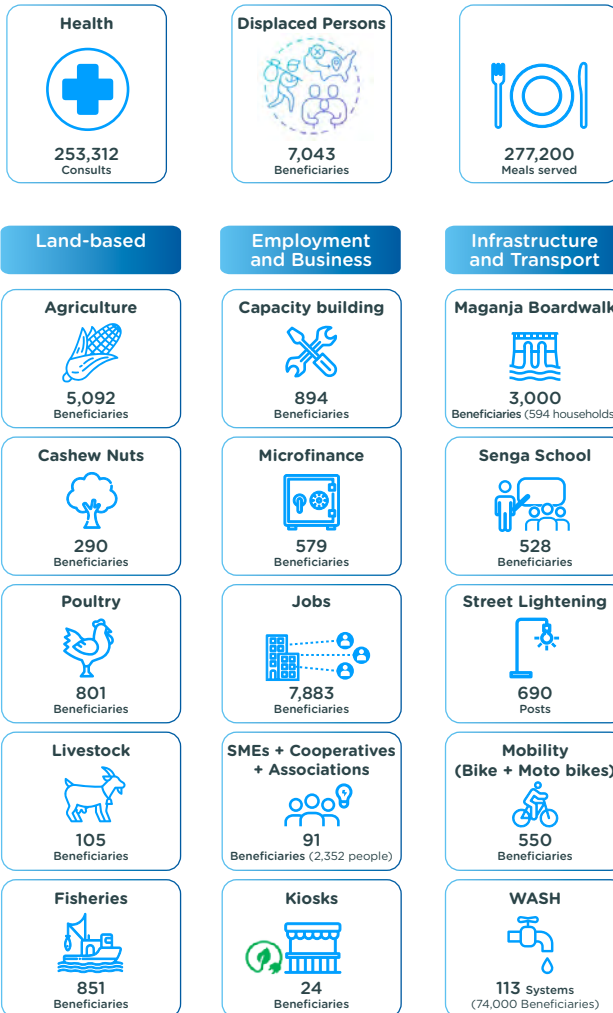 Health
253,312
Consults
Displaced Persons
7,043
Beneficiaries
277,200
Meals served
Land-based
Agriculture
5,092
Beneficiaries
Cashew Nuts
290
Beneficiaries
Poultry
801
Beneficiaries
Livestock
105
Beneficiaries
Fisheries
851
Beneficiaries
Employment
and Business
Capacity building
894
Beneficiaries
Microfinance
579
Beneficiaries
Jobs
7,883
Beneficiaries
SMEs + Cooperatives
+ Associations
91
Beneficiaries (2,352 people)
Kiosks
24
Beneficiaries
Infrastructure
and Transport
Maganja Boardwalk
3,000
Beneficiaries (594 households
Senga School
528
Beneficiaries
Street Lightening
690
Posts
Mobility
(Bike + Moto bikes)
550
Beneficiaries
WASH
113 Systems
(74,000 Beneficiaries)